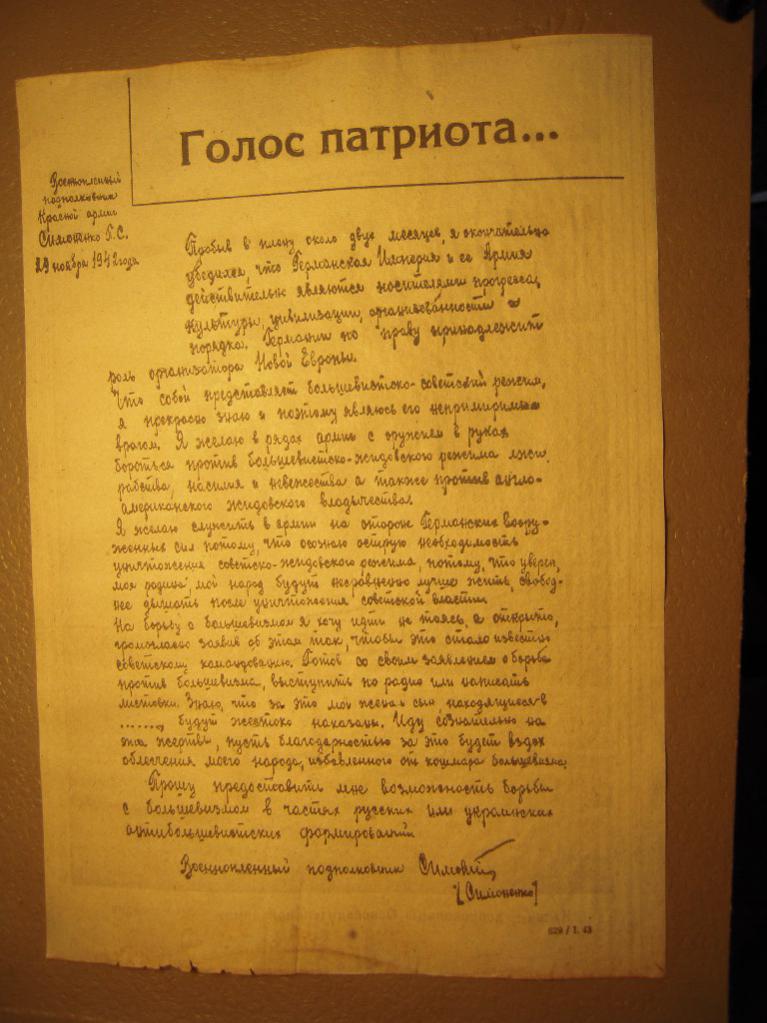 Голос патриота...
Военнопленный
подполковник
Красной армии
Симоненко Г.С.
29 ноября 1942 года
Пробыв в плену около двух месяцев, я окончательно
убедился, что Германская Империя и ее Армия
действительно являются носителями прогресса,
культуры, цивилизации, организованности и
порядка. Германии по праву принадлежит
роль организатора Новой Европы.
Что собой представляет большевистско-советский режим,
я прекрасно знаю и поэтому являюсь его непримиримым
врагом. Я желаю в рядах армии с оружием в руках
бороться против большевистско-жидовского режима лжи
рабства, насилия и невежества а также против англо-
американского жидовского владычества.
Я желаю служить в армии на стороне Германских Воору-
женных сил потому, что осознаю острую необходимость
уничтожения советско-жидовского режима, потому, что уверен,
моя родина, мой народ будут несравненно лучше жить, свобод-
нее дышать после уничтожения советской власти.
На борьбу с большевизмом я хочу идти не таясь, а открыто,
громогласно заявив об этом так, чтобы это стало известно
советскому командованию. Готов со своим заявлением о борьбе
против большевизма, выступить по радио или написать
листовки. Знаю, что за это мои жена и сын, находящиеся в
......, будут жестоко наказаны. Иду сознательно на
эти жертвы, пусть благодарностью за это будет вздох
облегчения моего народа, избавленного от кошмара большевизма.
Прошу предоставить мне возможность борьбы
с большевизмом в частях русских или украинских
антибольшевистских формирований.
Военнопленный подполковник
(Симоненко)
629 / I. 43